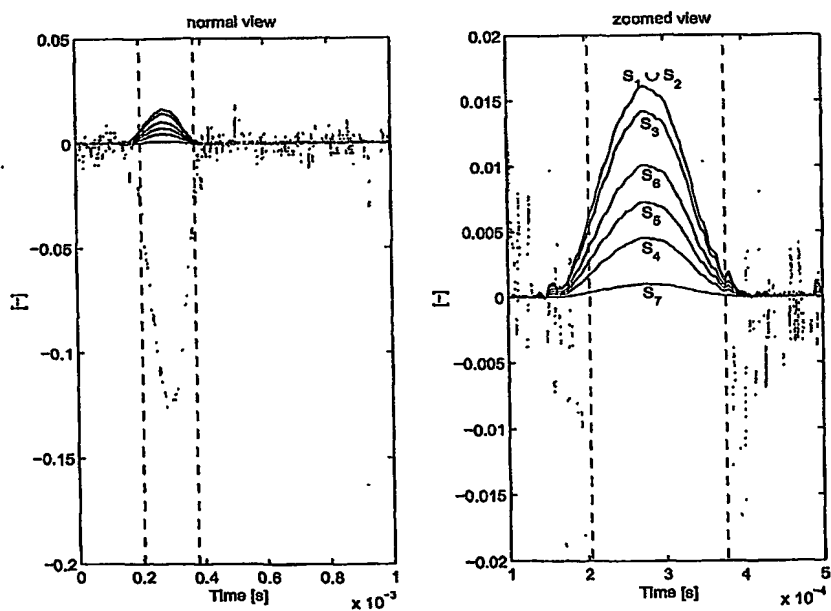 normal view
0.05
0
−0.05
−0.1
−0.15
−0.2
[-]
0
0.2
0.4
0.6
0.8
1
Time [s]
x 10⁻³
zoomed view
0.02
0.015
0.01
0.005
0
−0.005
−0.01
−0.015
−0.02
[-]
S₁ ∪ S₂
S₃
S₆
S₅
S₄
S₇
1
2
3
4
5
Time [s]
x 10⁻⁴